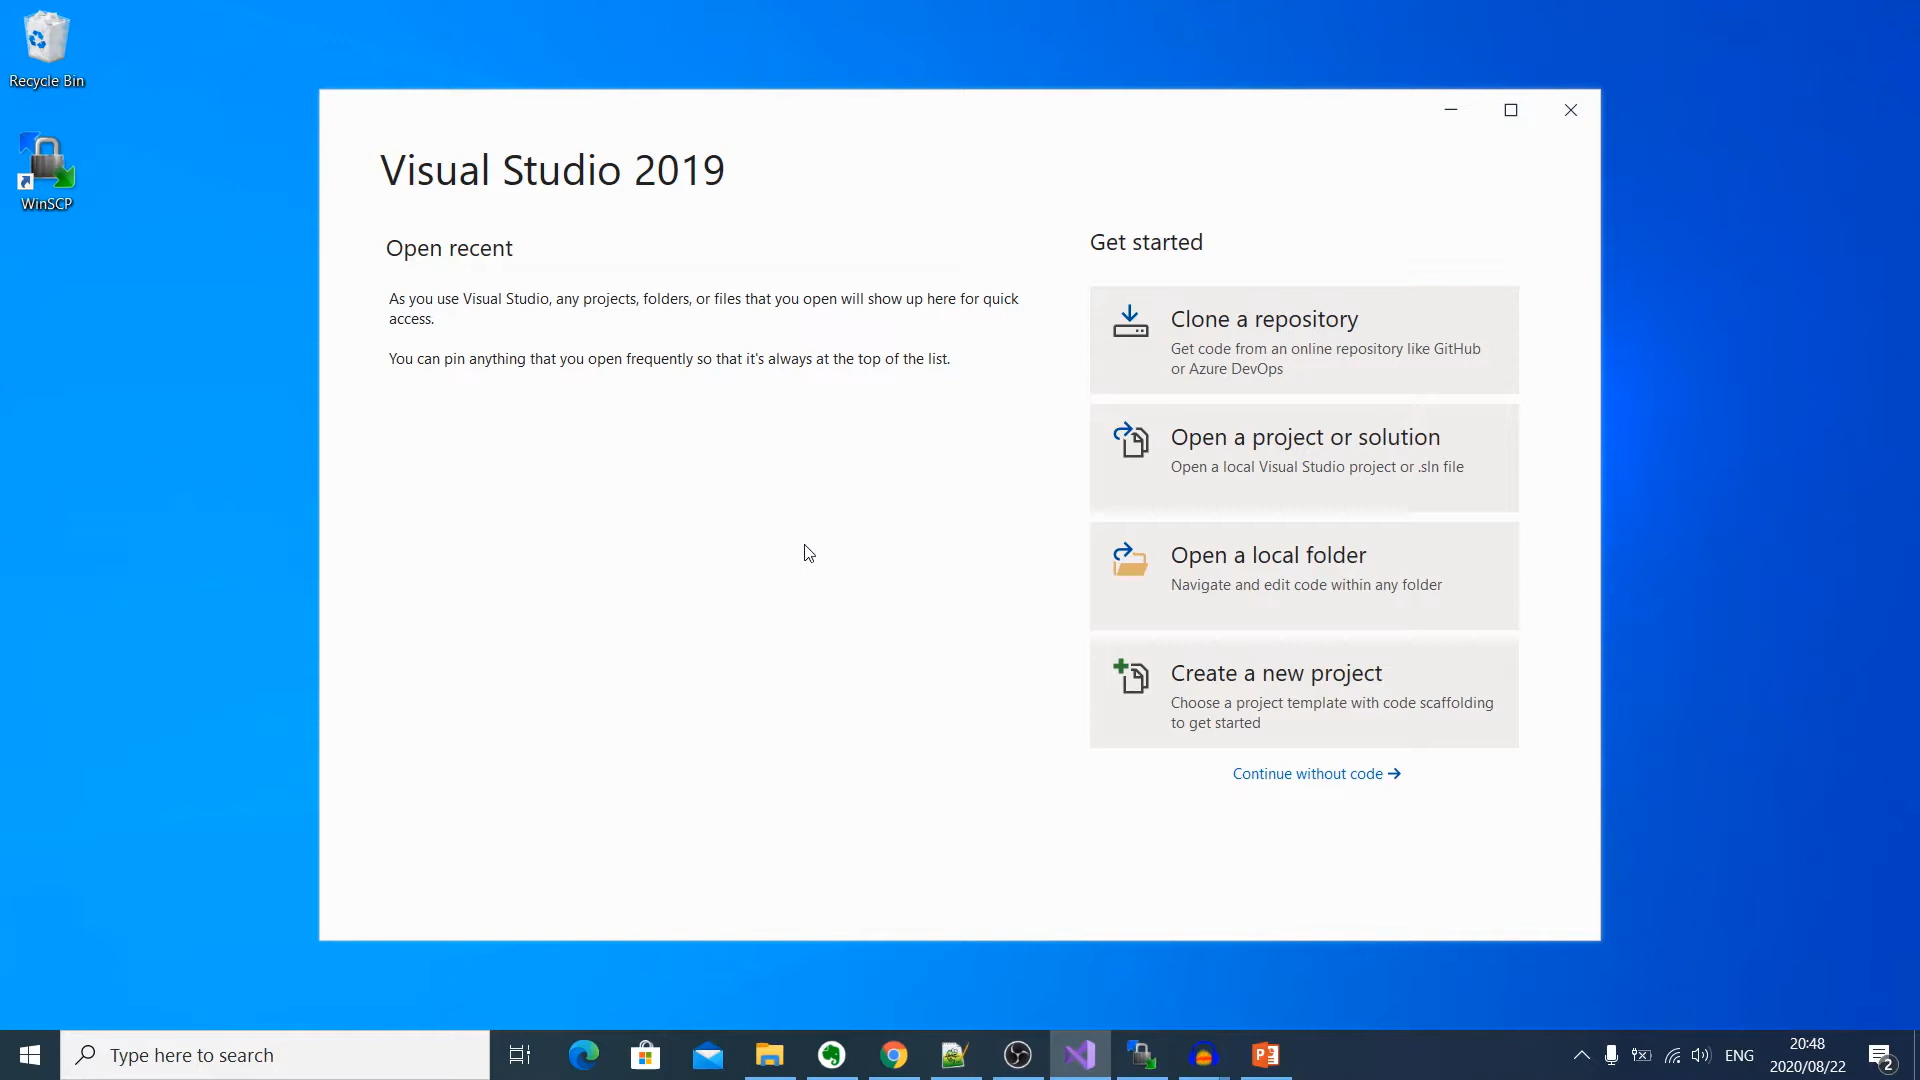 Recycle Bin
WinSCP
Visual Studio 2019
Open recent
As you use Visual Studio, any projects, folders, or files that you open will show up here for quick
access.
You can pin anything that you open frequently so that it's always at the top of the list.
Get started
Clone a repository
Get code from an online repository like GitHub
or Azure DevOps
Open a project or solution
Open a local Visual Studio project or .sln file
Open a local folder
Navigate and edit code within any folder
Create a new project
Choose a project template with code scaffolding
to get started
Continue without code →
Type here to search
ENG
20:48
2020/08/22
2